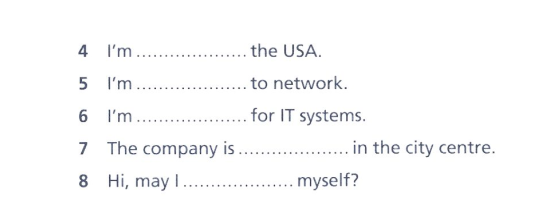 4 I'm .................... the USA.
5 I'm .................... to network.
6 I'm .................... for IT systems.
7 The company is .................... in the city centre.
8 Hi, may I .................... myself?